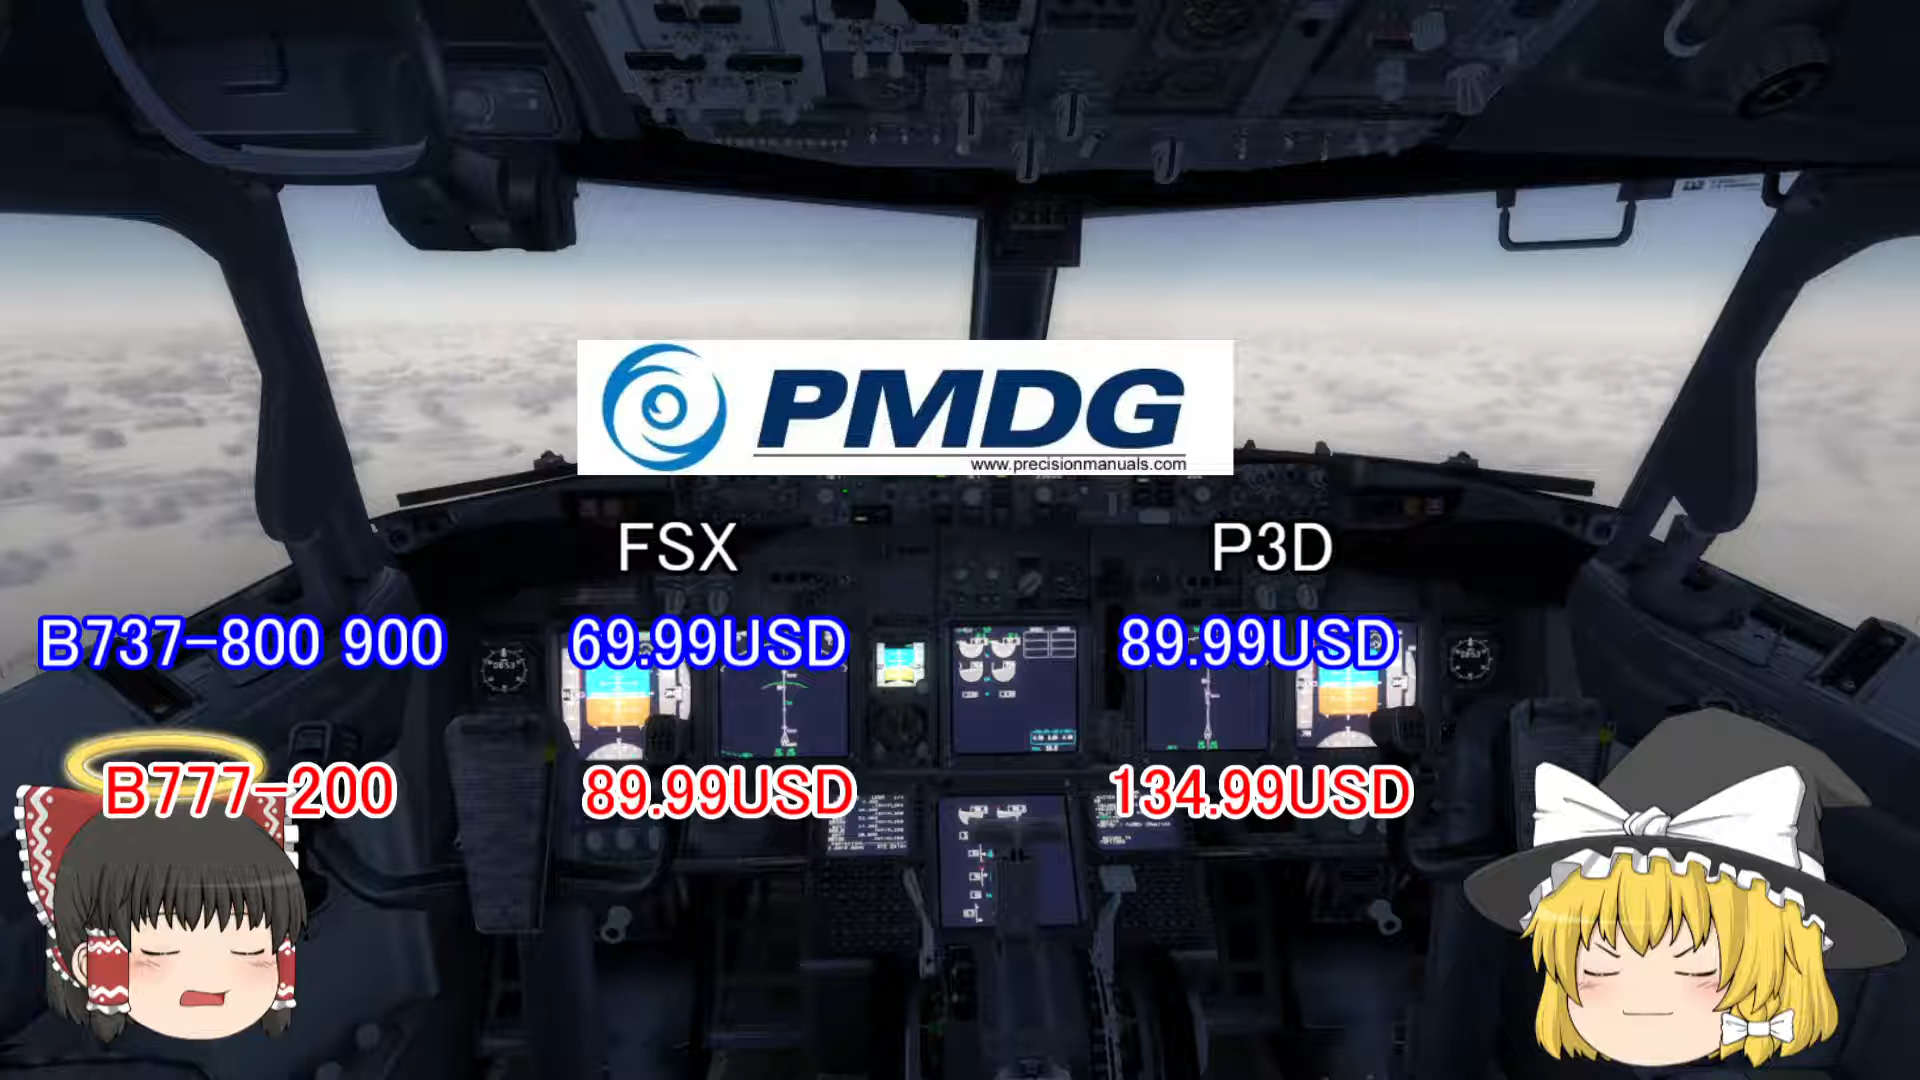 PMDG
www.precisionmanuals.com
FSX P3D
B737-800 900 69.99USD 89.99USD
B777-200 89.99USD 134.99USD